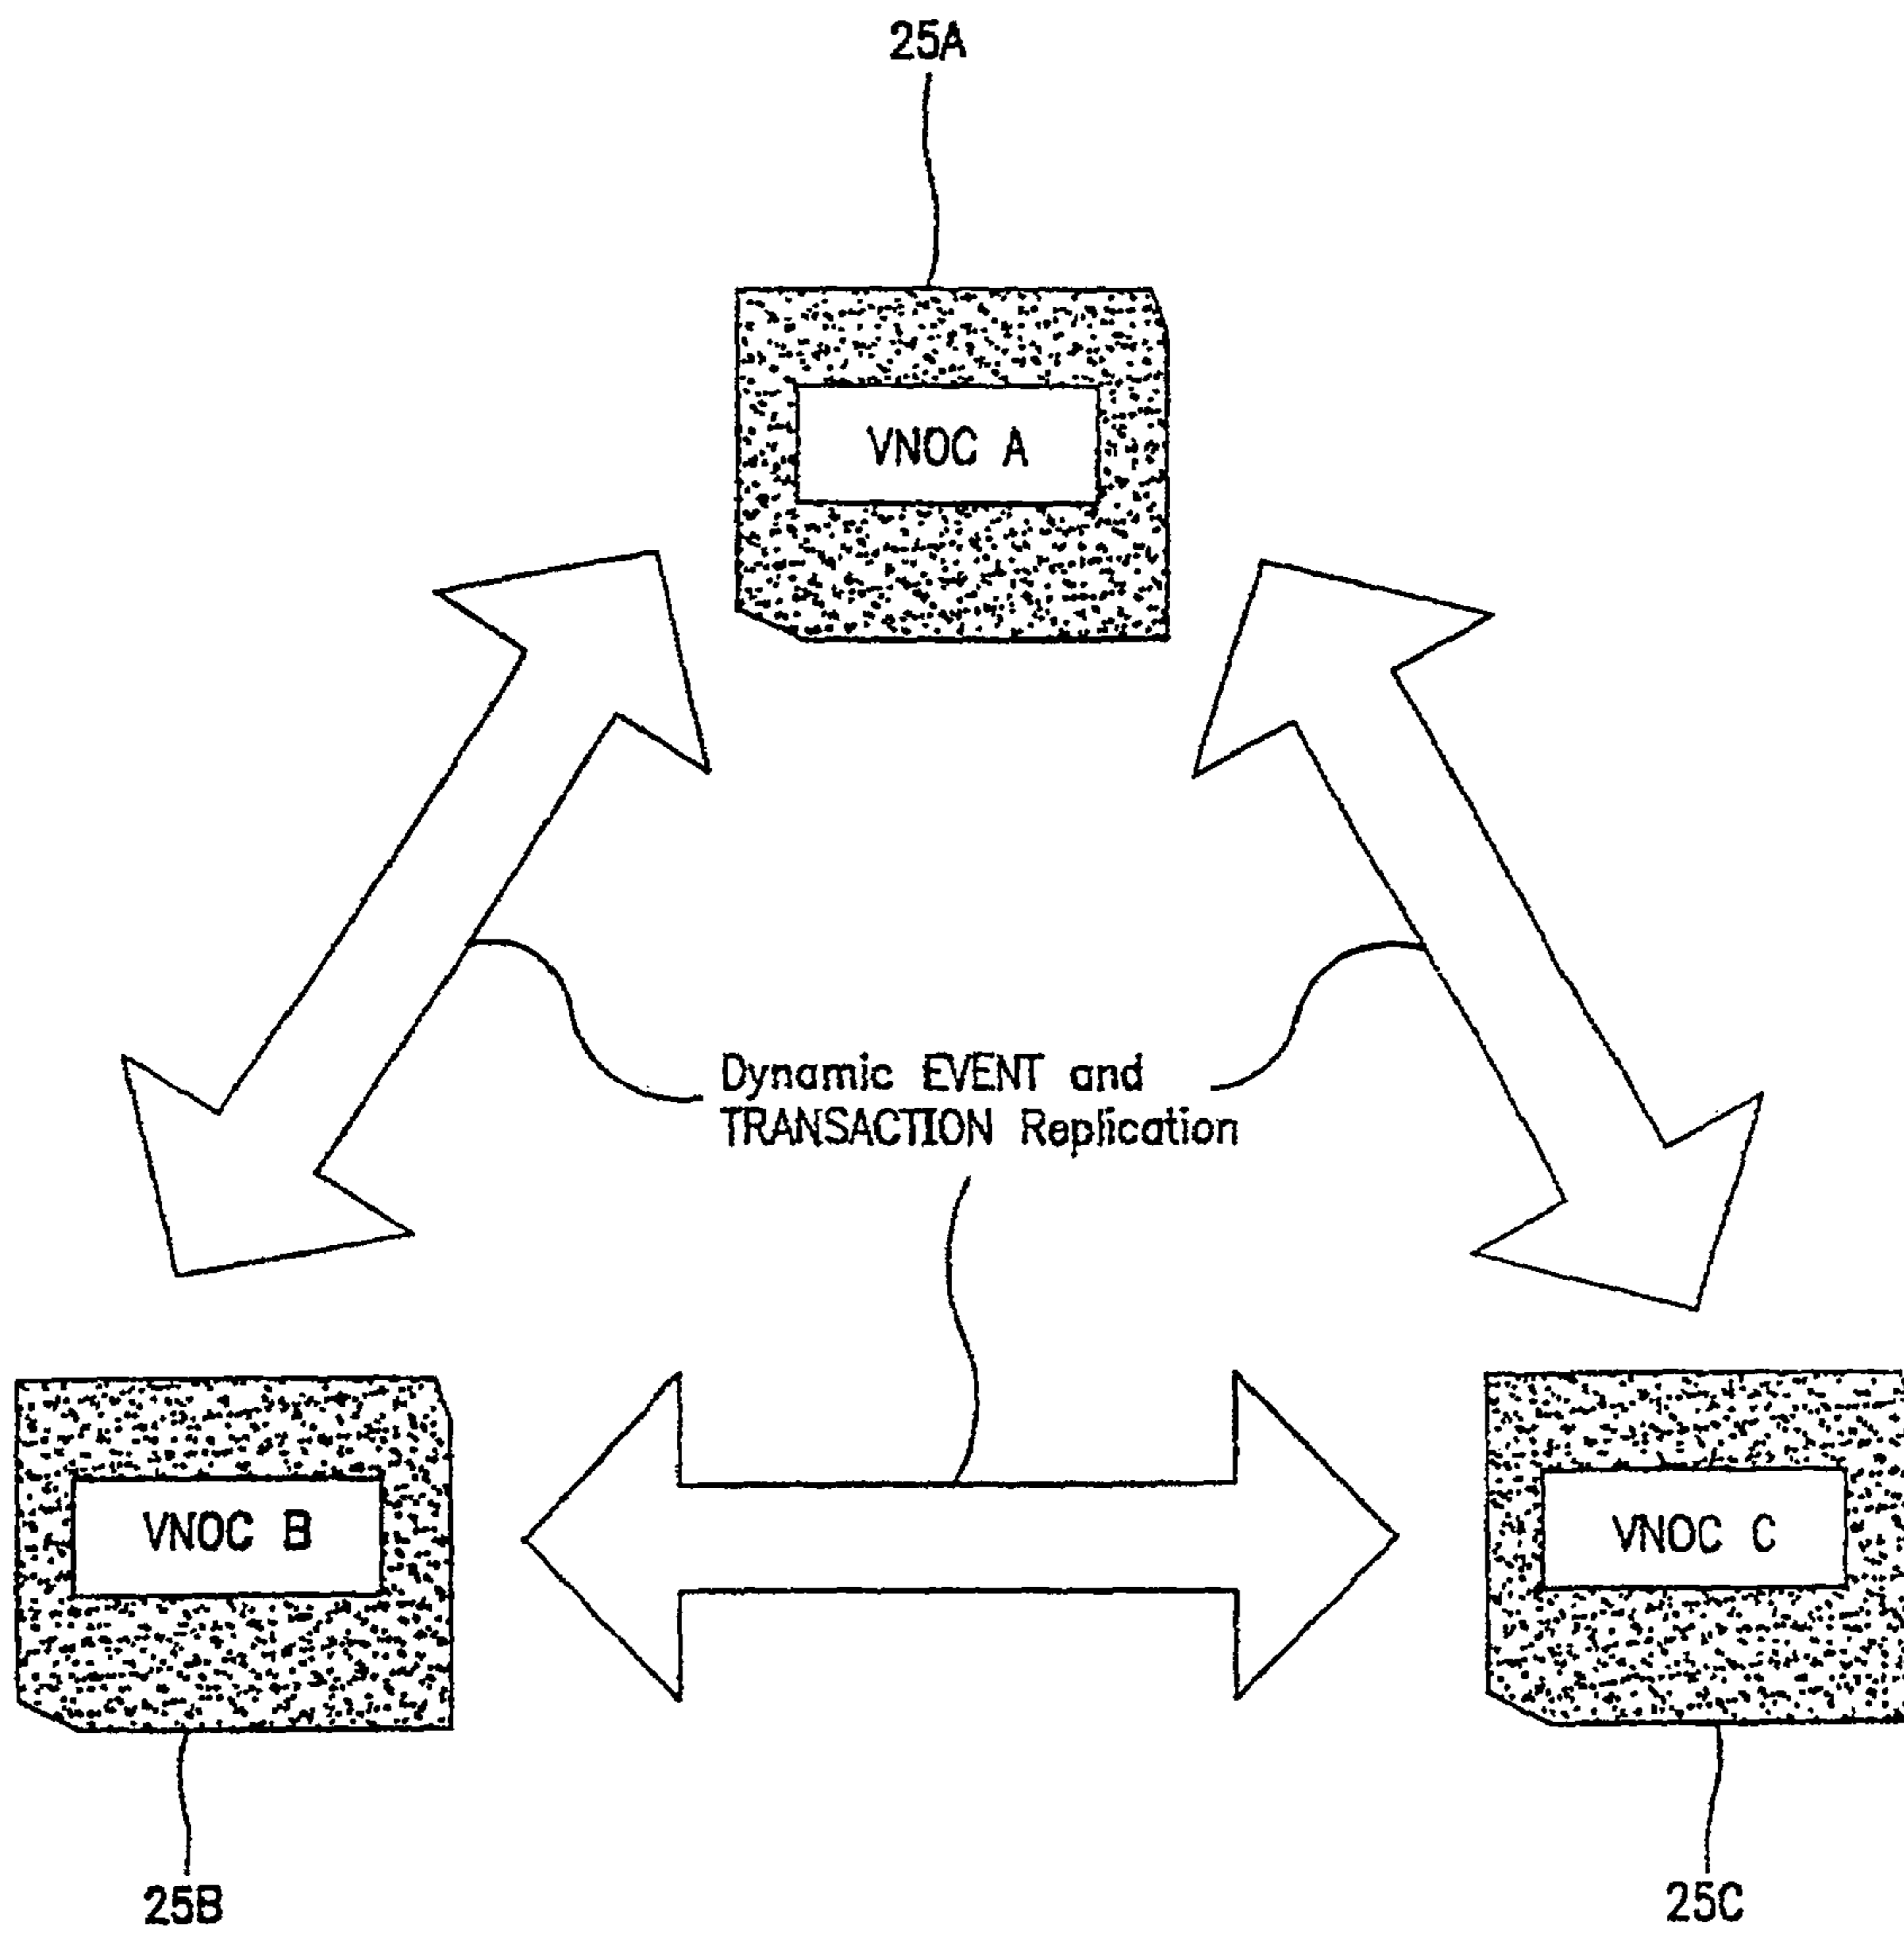 25A
VNOC A
Dynamic EVENT and
TRANSACTION Replication
VNOC B
VNOC C
25B
25C